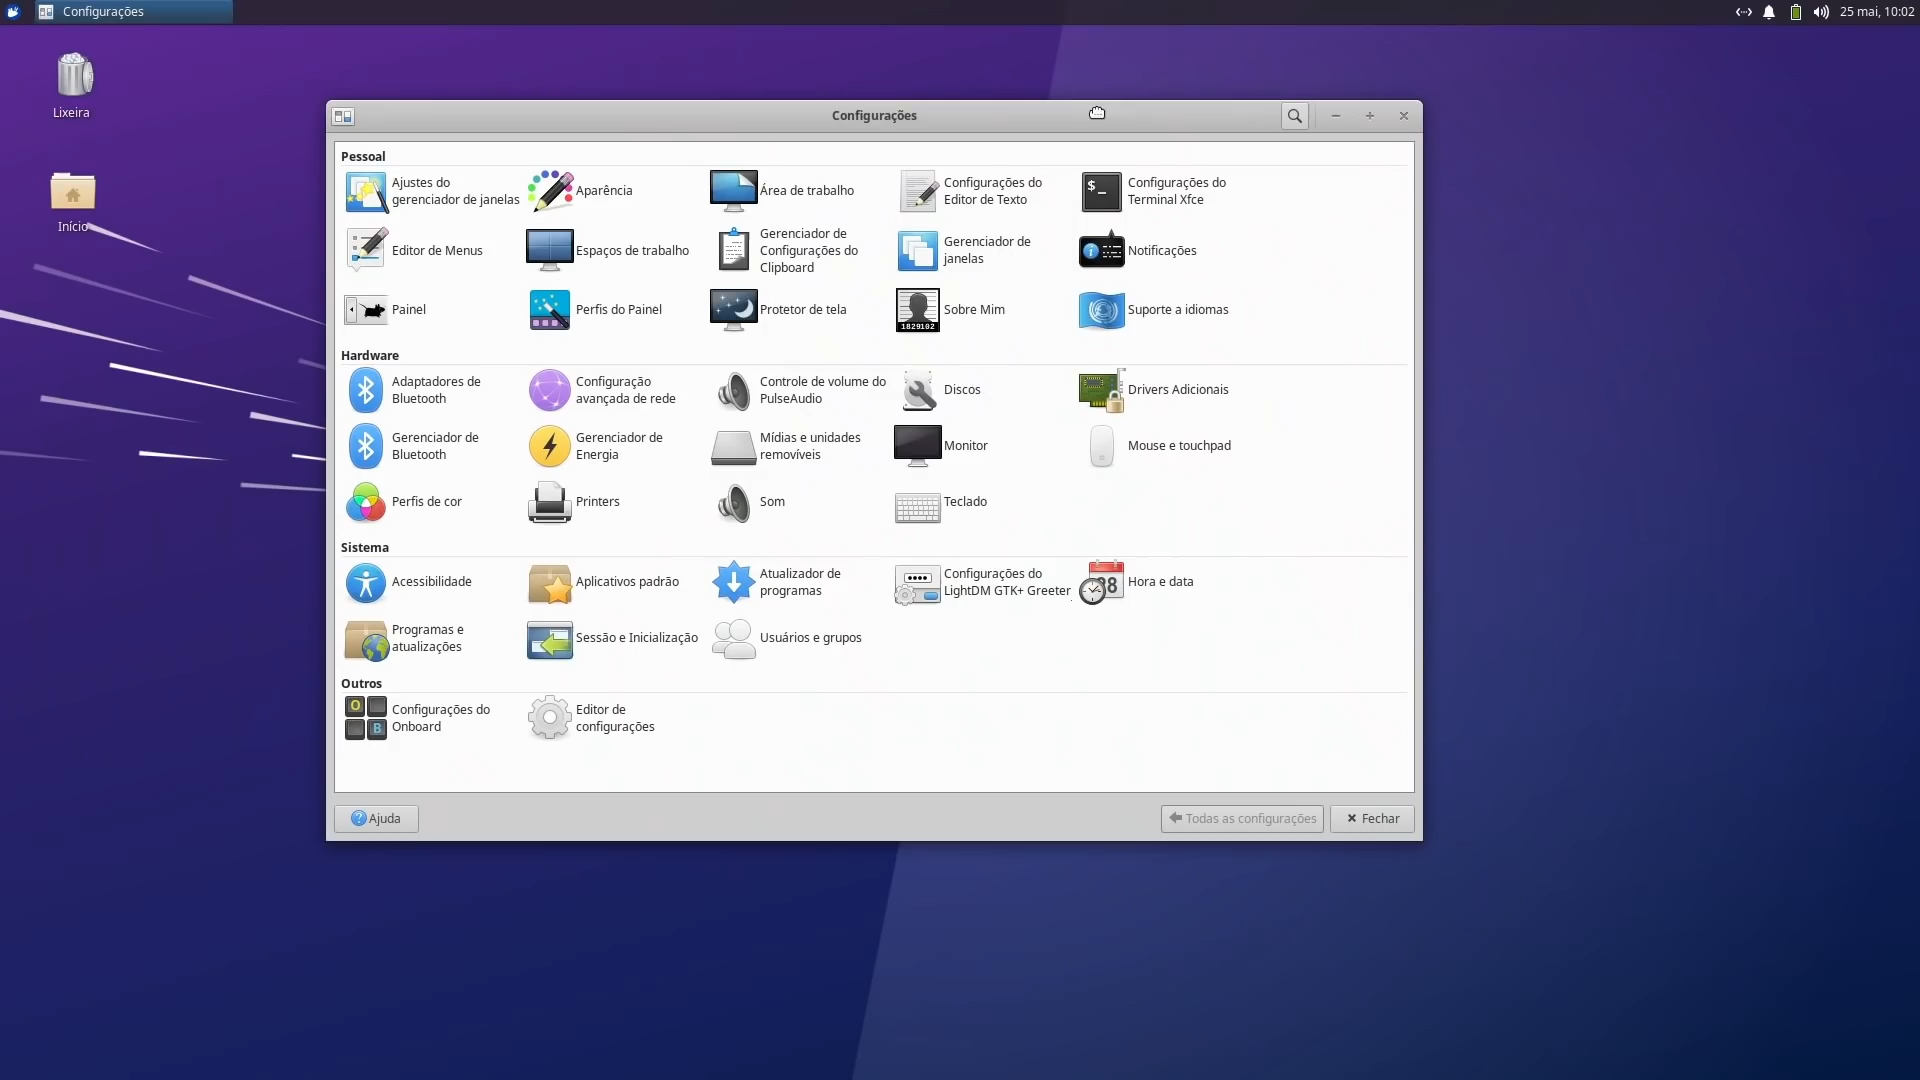 Configurações
25 mai, 10:02
Lixeira
Início
Configurações
Pessoal
Ajustes do
gerenciador de janelas
Aparência
Área de trabalho
Configurações do
Editor de Texto
$_
Configurações do
Terminal Xfce
Editor de Menus
Espaços de trabalho
Gerenciador de
Configurações do
Clipboard
Gerenciador de
janelas
Notificações
Painel
Perfis do Painel
Protetor de tela
1829102
Sobre Mim
Suporte a idiomas
Hardware
Adaptadores de
Bluetooth
Configuração
avançada de rede
Controle de volume do
PulseAudio
Discos
Drivers Adicionais
Gerenciador de
Bluetooth
Gerenciador de
Energia
Mídias e unidades
removíveis
Monitor
Mouse e touchpad
Perfis de cor
Printers
Som
Teclado
Sistema
Acessibilidade
Aplicativos padrão
Atualizador de
programas
Configurações do
LightDM GTK+ Greeter
Hora e data
Programas e
atualizações
Sessão e Inicialização
Usuários e grupos
Outros
O
B
Configurações do
Onboard
Editor de
configurações
Ajuda
Todas as configurações
Fechar